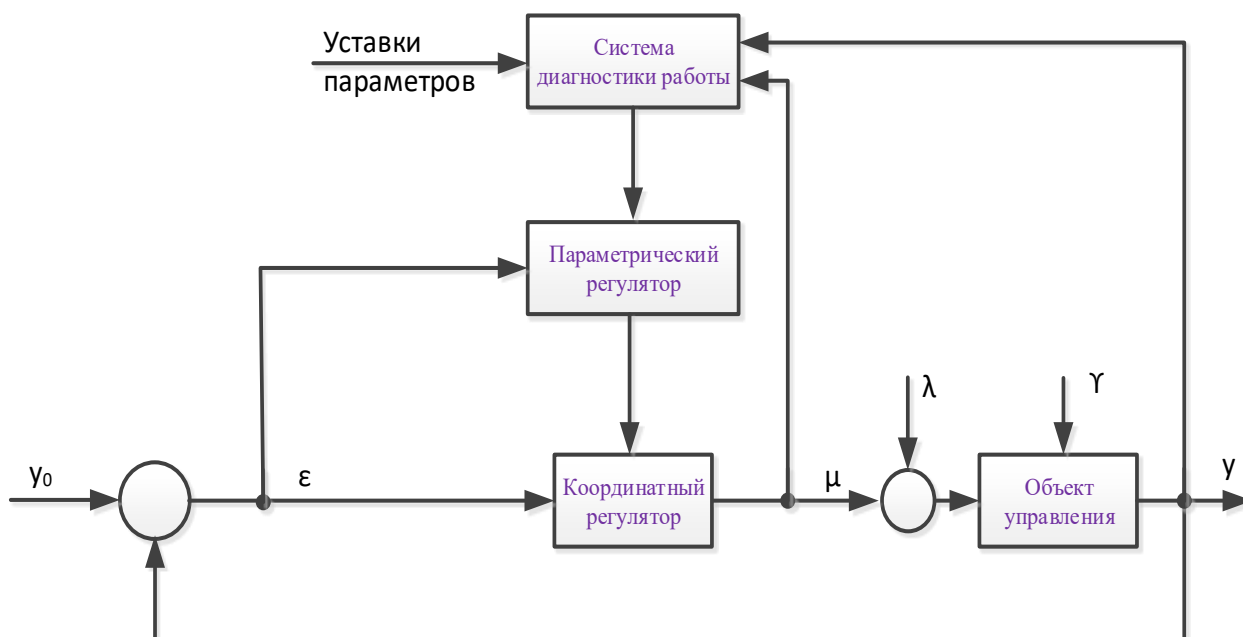 Уставки
параметров
Система
диагностики работы
Параметрический
регулятор
λ
ϒ
y₀
ε
Координатный
регулятор
μ
Объект
управления
y